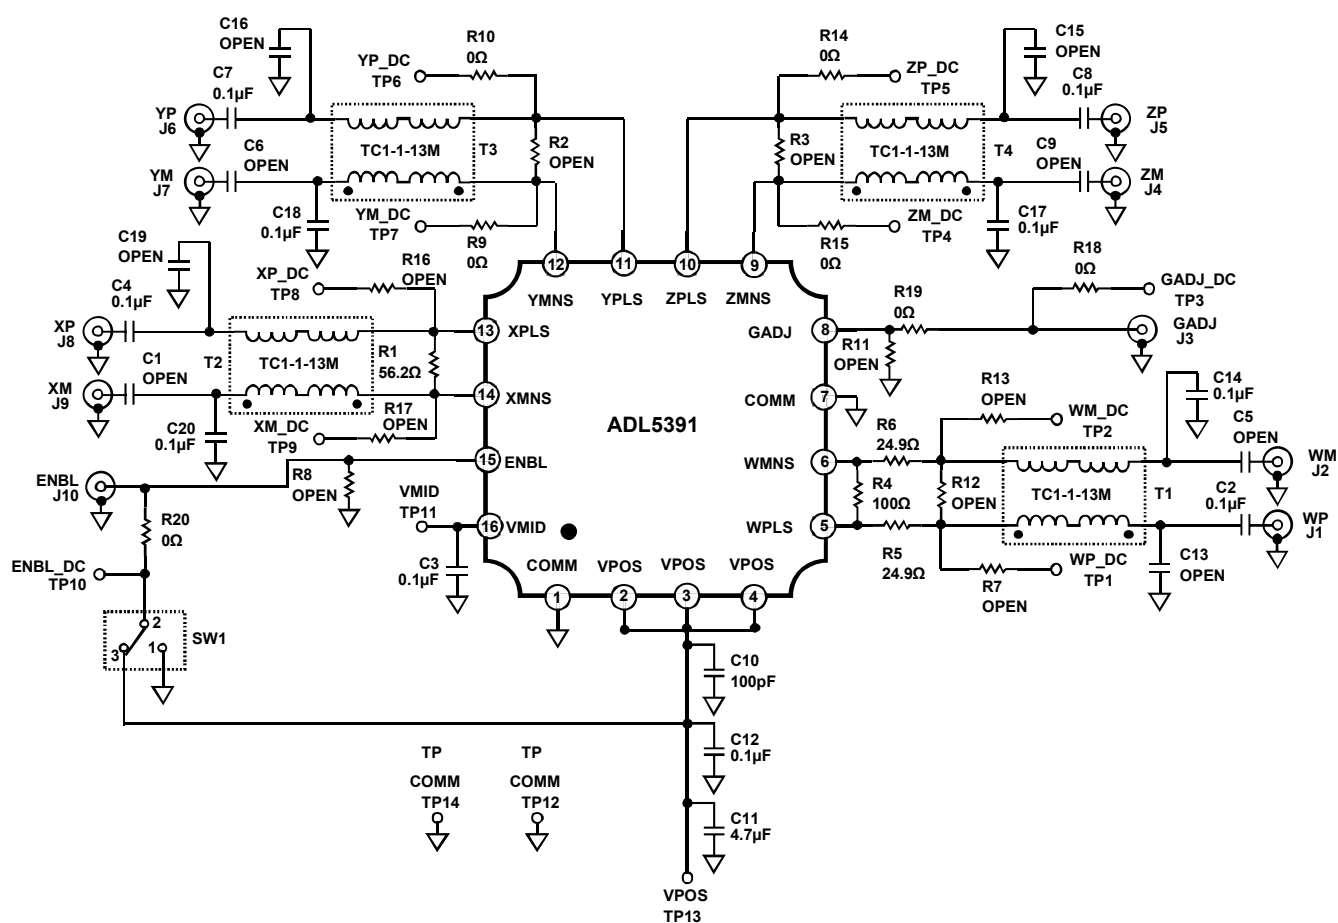 C16
OPEN
R10
0Ω
R14
0Ω
C15
OPEN
C7
0.1µF
YP_DC
TP6
ZP_DC
TP5
C8
0.1µF
YP
J6
ZP
J5
C6
OPEN
TC1-1-13M
T3
R2
OPEN
R3
OPEN
TC1-1-13M
T4
C9
OPEN
YM
J7
ZM
J4
C18
0.1µF
YM_DC
TP7
R9
0Ω
R15
0Ω
ZM_DC
TP4
C17
0.1µF
C19
OPEN
XP_DC
TP8
R16
OPEN
12
11
10
9
YMNS
YPLS
ZPLS
ZMNS
R18
0Ω
GADJ_DC
TP3
C4
0.1µF
R19
0Ω
XP
J8
13
XPLS
GADJ
8
GADJ
J3
C1
OPEN
T2
TC1-1-13M
R1
56.2Ω
R11
OPEN
XM
J9
14
XMNS
COMM
7
R13
OPEN
C14
0.1µF
C20
0.1µF
XM_DC
TP9
R17
OPEN
ADL5391
R6
24.9Ω
WM_DC
TP2
C5
OPEN
15
ENBL
WMNS
6
WM
J2
ENBL
J10
R8
OPEN
R4
100Ω
R12
OPEN
TC1-1-13M
T1
C2
0.1µF
R20
0Ω
VMID
TP11
16
VMID
WPLS
5
WP
J1
ENBL_DC
TP10
C3
0.1µF
COMM
VPOS
VPOS
VPOS
R5
24.9Ω
R7
OPEN
WP_DC
TP1
C13
OPEN
1
2
3
4
2
3
1
SW1
C10
100pF
C12
0.1µF
TP
COMM
TP14
TP
COMM
TP12
C11
4.7µF
VPOS
TP13